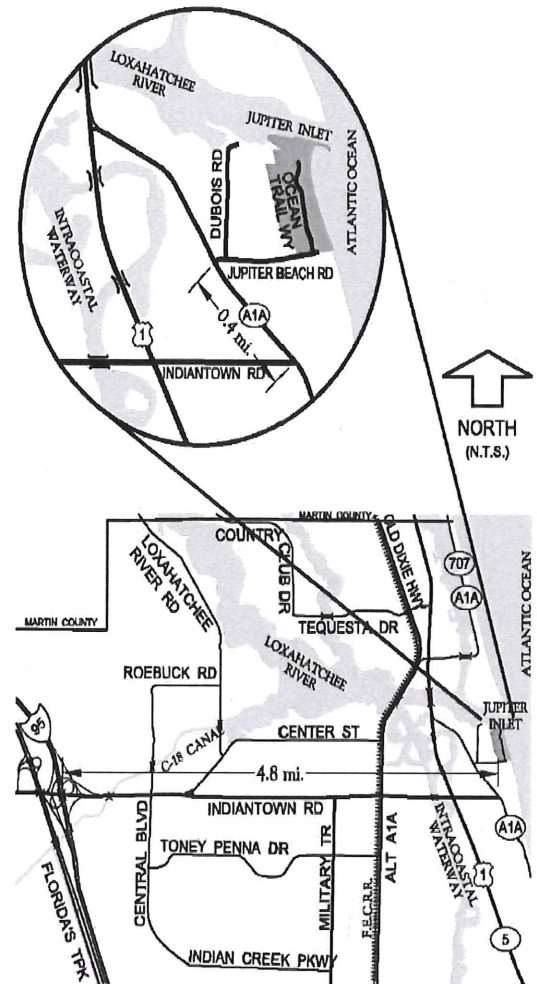 LOXAHATCHEE
RIVER
JUPITER INLET
ATLANTIC OCEAN
DUBOIS RD
OCEAN
TRAIL WY
INTRACOASTAL
WATERWAY
JUPITER BEACH RD
A1A
0.4 mi.
1
INDIANTOWN RD
NORTH
(N.T.S.)
MARTIN COUNTY
COUNTRY
CLUB DR
OLD DIXIE HWY
LOXAHATCHEE
RIVER RD
707
A1A
ATLANTIC OCEAN
MARTIN COUNTY
TEQUESTA DR
LOXAHATCHEE
RIVER
ROEBUCK RD
JUPITER
INLET
95
C-18 CANAL
CENTER ST
4.8 mi.
INDIANTOWN RD
A1A
CENTRAL BLVD
TONEY PENNA DR
MILITARY TR
ALT A1A
F.E.C.R.R.
INTRACOASTAL
WATERWAY
1
FLORIDA'S TPK
INDIAN CREEK PKWY
5